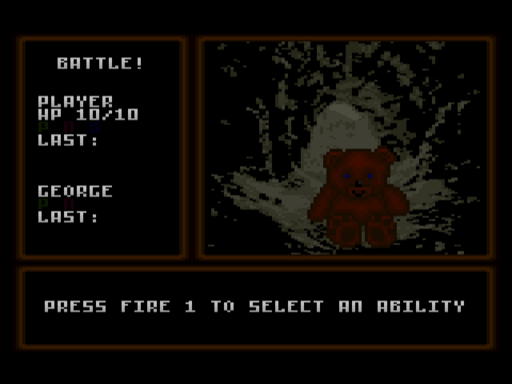 BATTLE!
PLAYER
HP 10/10
P
LAST:
GEORGE
P
LAST:
PRESS FIRE 1 TO SELECT AN ABILITY